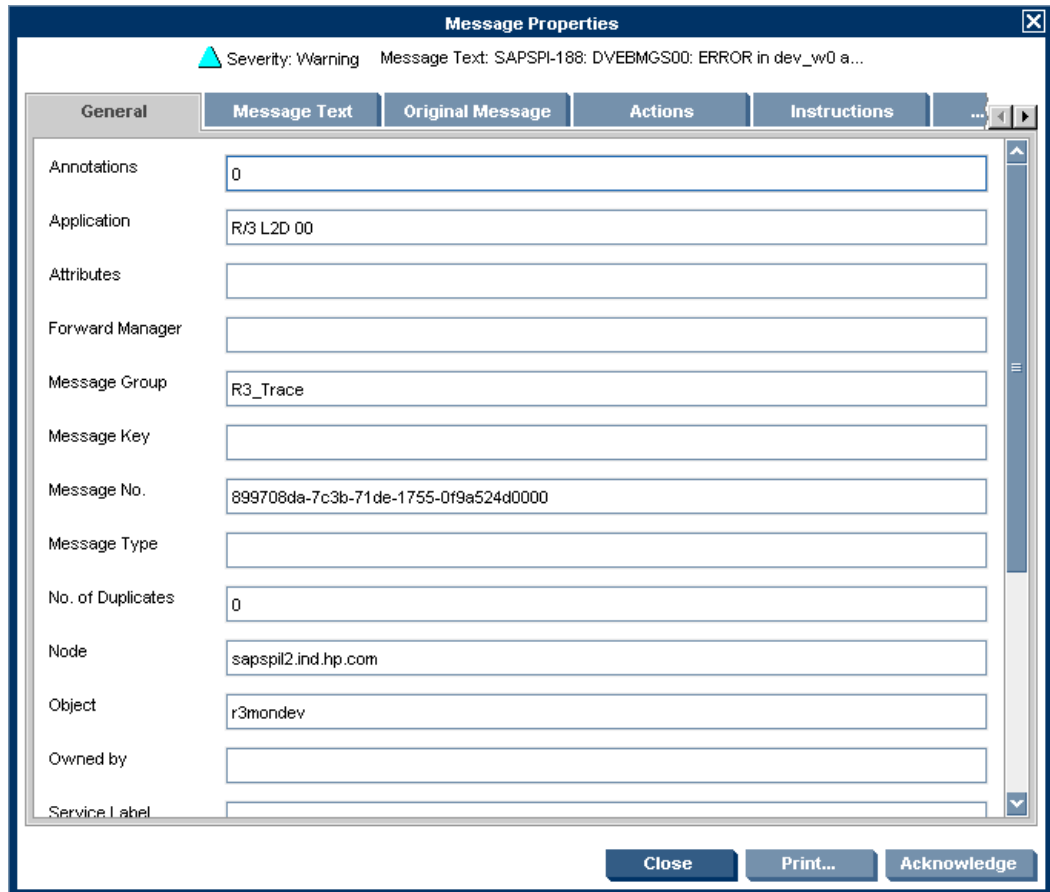 Message Properties
Severity: Warning Message Text: SAPSPI-188: DVEBMGS00: ERROR in dev_w0 a...
General Message Text Original Message Actions Instructions ...
Annotations 0
Application R/3 L2D 00
Attributes
Forward Manager
Message Group R3_Trace
Message Key
Message No. 899708da-7c3b-71de-1755-0f9a524d0000
Message Type
No. of Duplicates 0
Node sapspil2.ind.hp.com
Object r3mondev
Owned by
Service Label
Close Print... Acknowledge